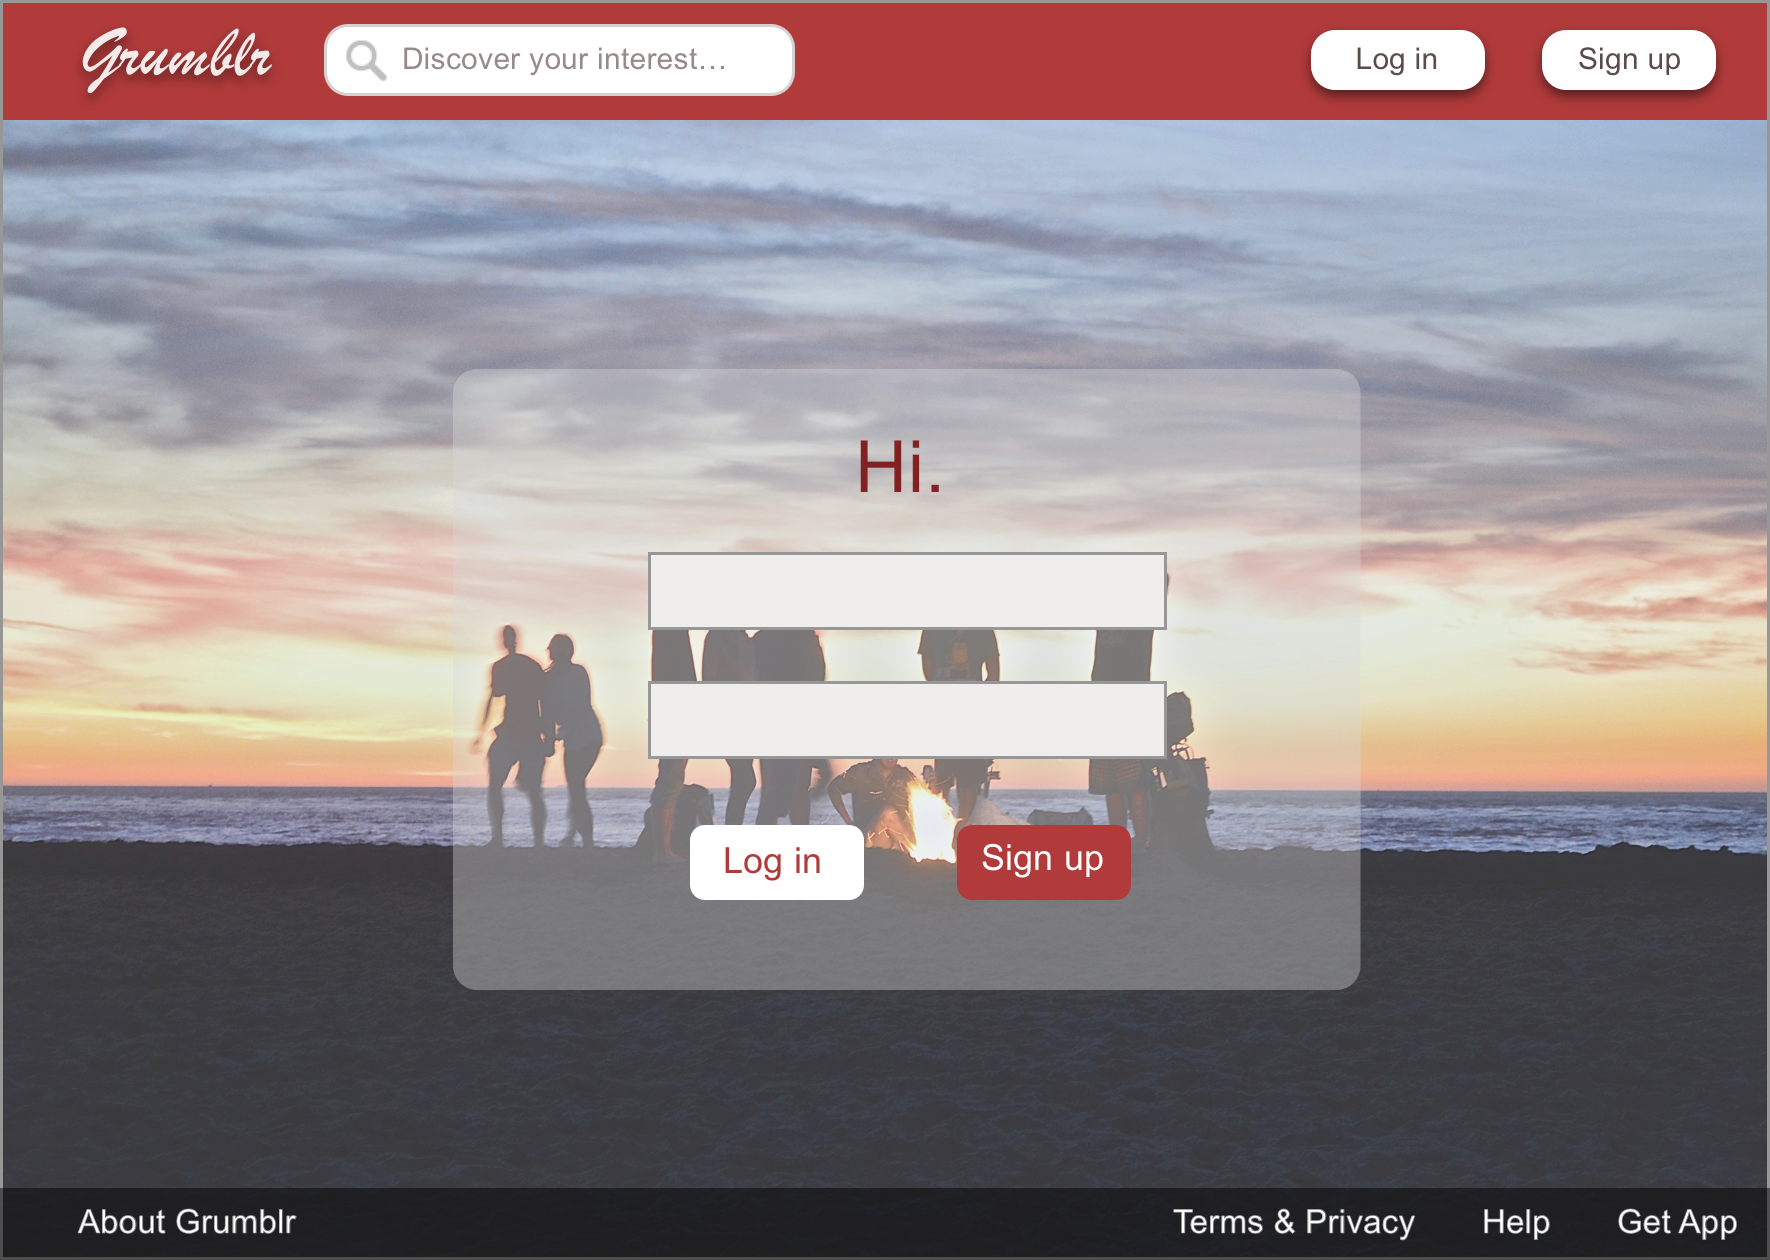 Grumblr
Discover your interest...
Log in
Sign up
Hi.
Log in
Sign up
About Grumblr
Terms & Privacy
Help
Get App